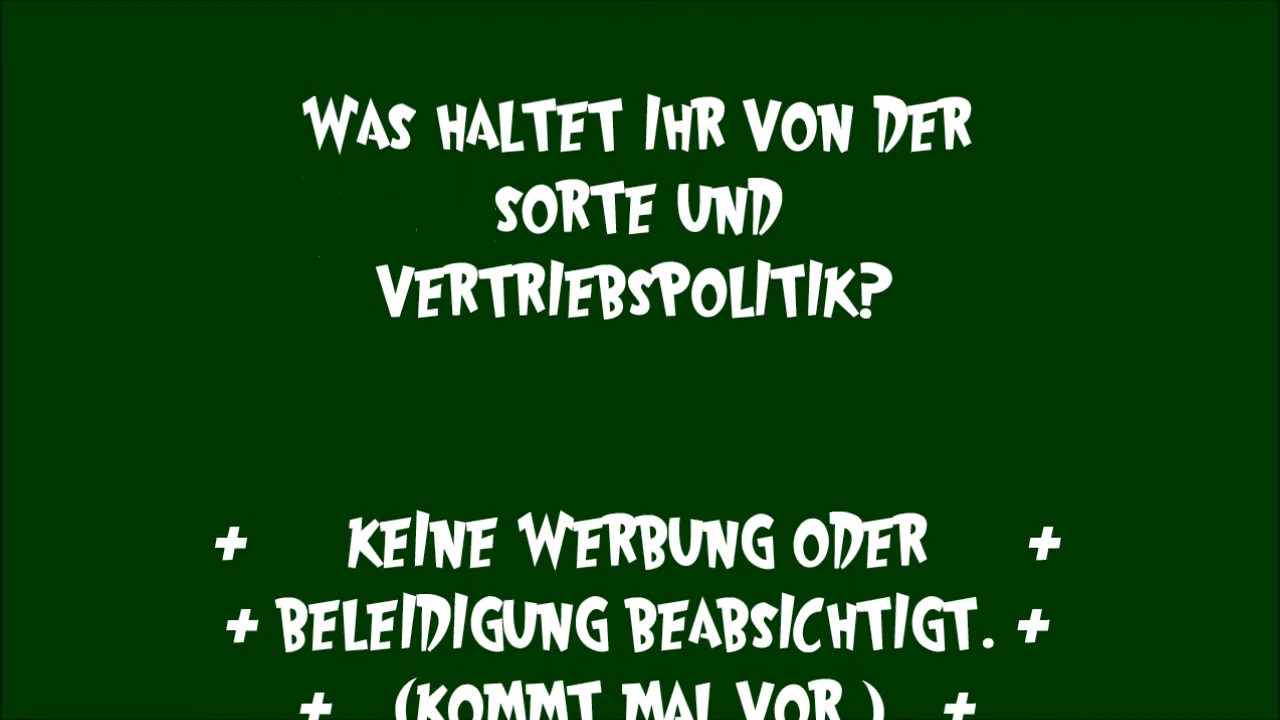 WAS HALTET IHR VON DER
SORTE UND
VERTRIEBSPOLITIK?
+ KEINE WERBUNG ODER +
+ BELEIDIGUNG BEABSICHTIGT. +
+ (KOMMT MAL VOR ) +